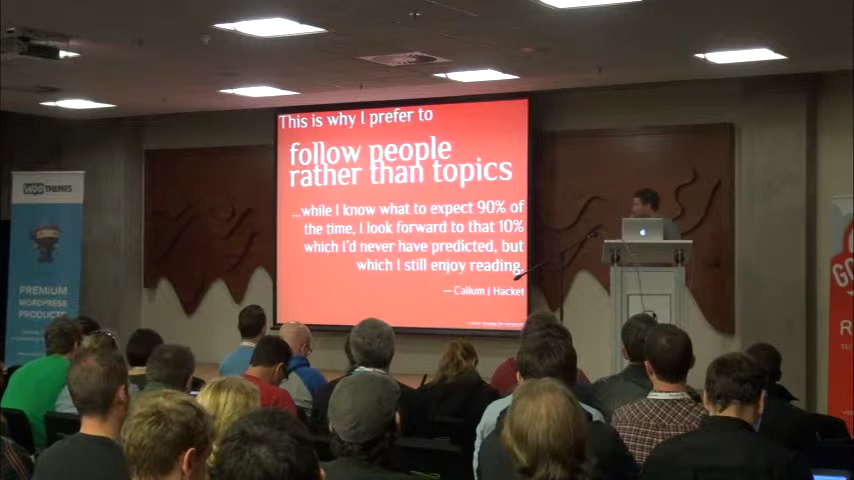 This is why I prefer to
follow people
rather than topics
...while I know what to expect 90% of
the time, I look forward to that 10%
which I'd never have predicted, but
which I still enjoy reading.
— Callum J Hacket
WOOTHEMES
PREMIUM
WORDPRESS
PRODUCTS
GO
R